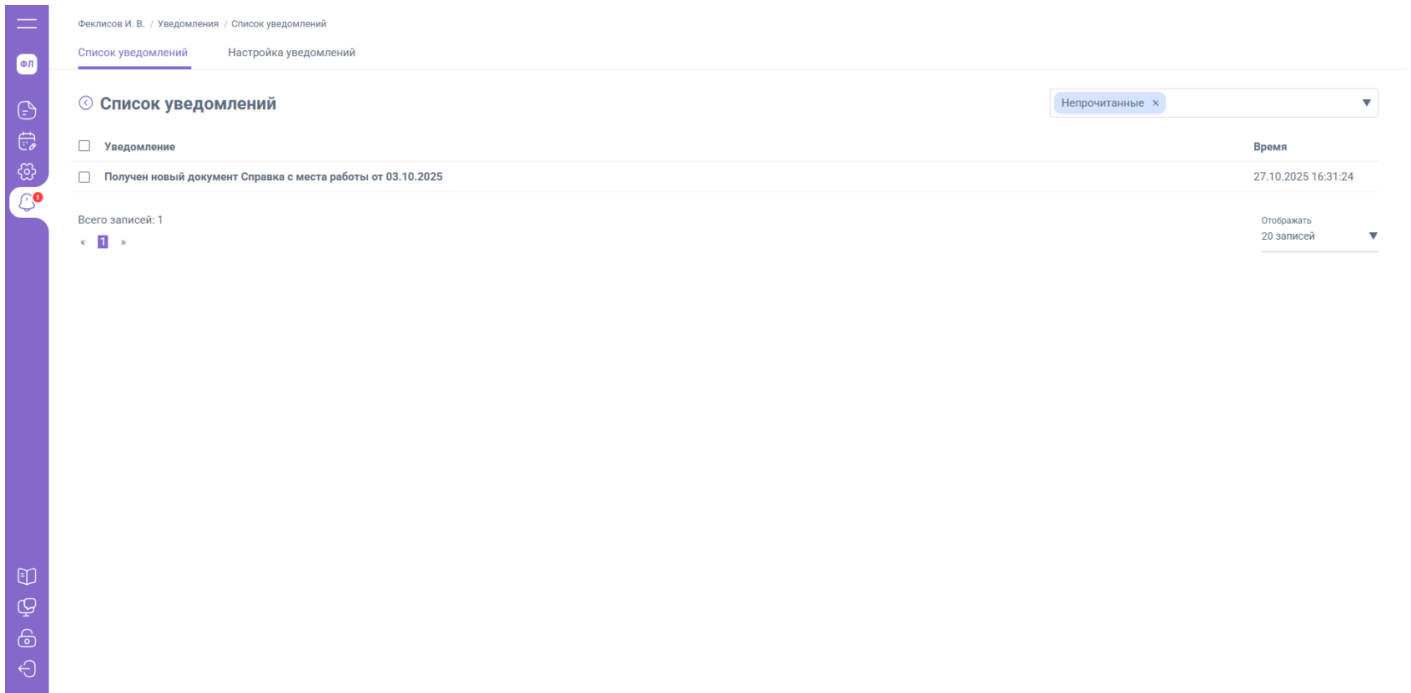 Феклисов И. В. / Уведомления / Список уведомлений
Список уведомлений Настройка уведомлений
ФЛ
Список уведомлений
Непрочитанные ×
Уведомление Время
Получен новый документ Справка с места работы от 03.10.2025 27.10.2025 16:31:24
1
Всего записей: 1
« 1 »
Отображать
20 записей